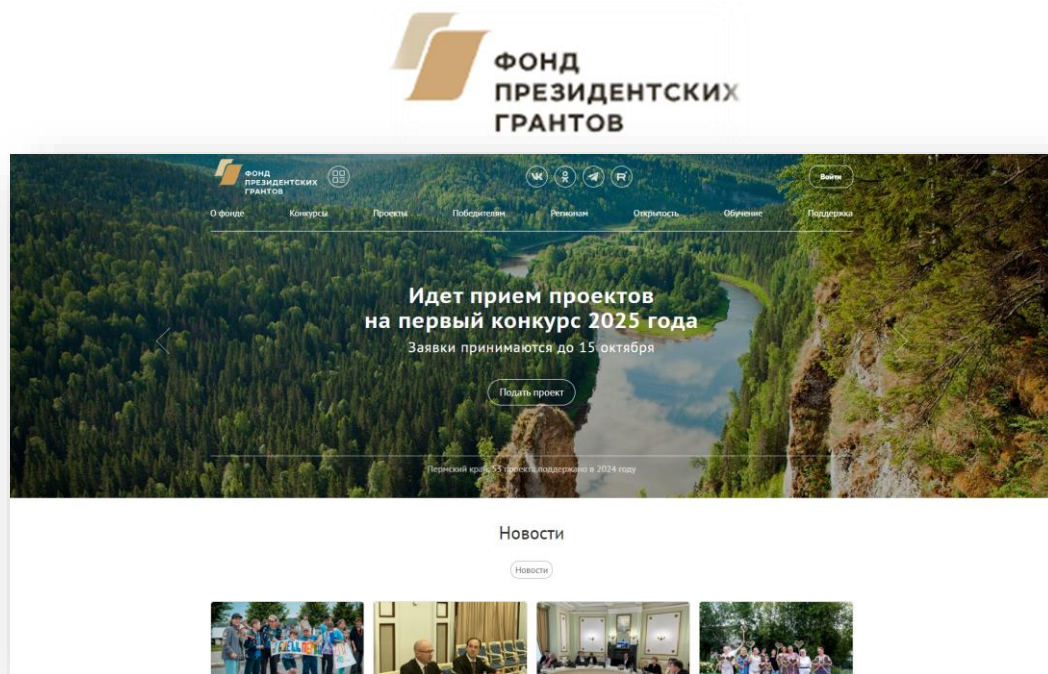 ФОНД
ПРЕЗИДЕНТСКИХ
ГРАНТОВ
ФОНД
ПРЕЗИДЕНТСКИХ
ГРАНТОВ
Войти
О фонде Конкурсы Проекты Победителям Регионам Открытость Обучение Поддержка
Идет прием проектов
на первый конкурс 2025 года
Заявки принимаются до 15 октября
Подать проект
Пермский край, 53 проекта поддержано в 2024 году
Новости
Новости